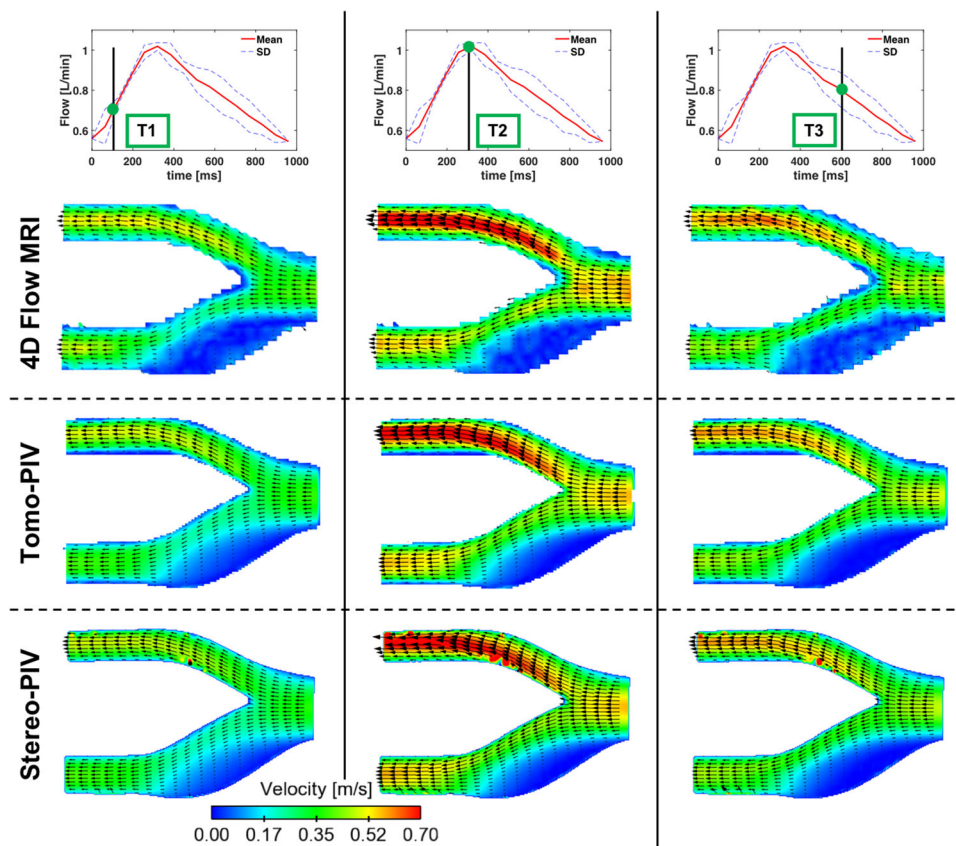 Flow [L/min]
1
0.8
0.6
Mean
SD
T1
0 200 400 600 800 1000
time [ms]
Flow [L/min]
1
0.8
0.6
Mean
SD
T2
0 200 400 600 800 1000
time [ms]
Flow [L/min]
1
0.8
0.6
Mean
SD
T3
0 200 400 600 800 1000
time [ms]
4D Flow MRI
Tomo-PIV
Stereo-PIV
Velocity [m/s]
0.00 0.17 0.35 0.52 0.70